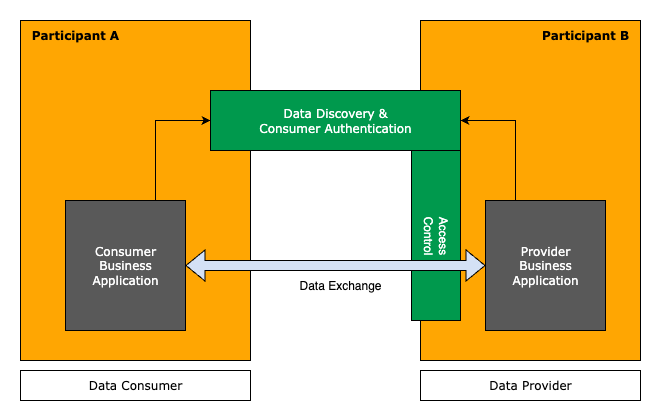 Participant A
Participant B
Data Discovery &
Consumer Authentication
Access
Control
Consumer
Business
Application
Provider
Business
Application
Data Exchange
Data Consumer
Data Provider